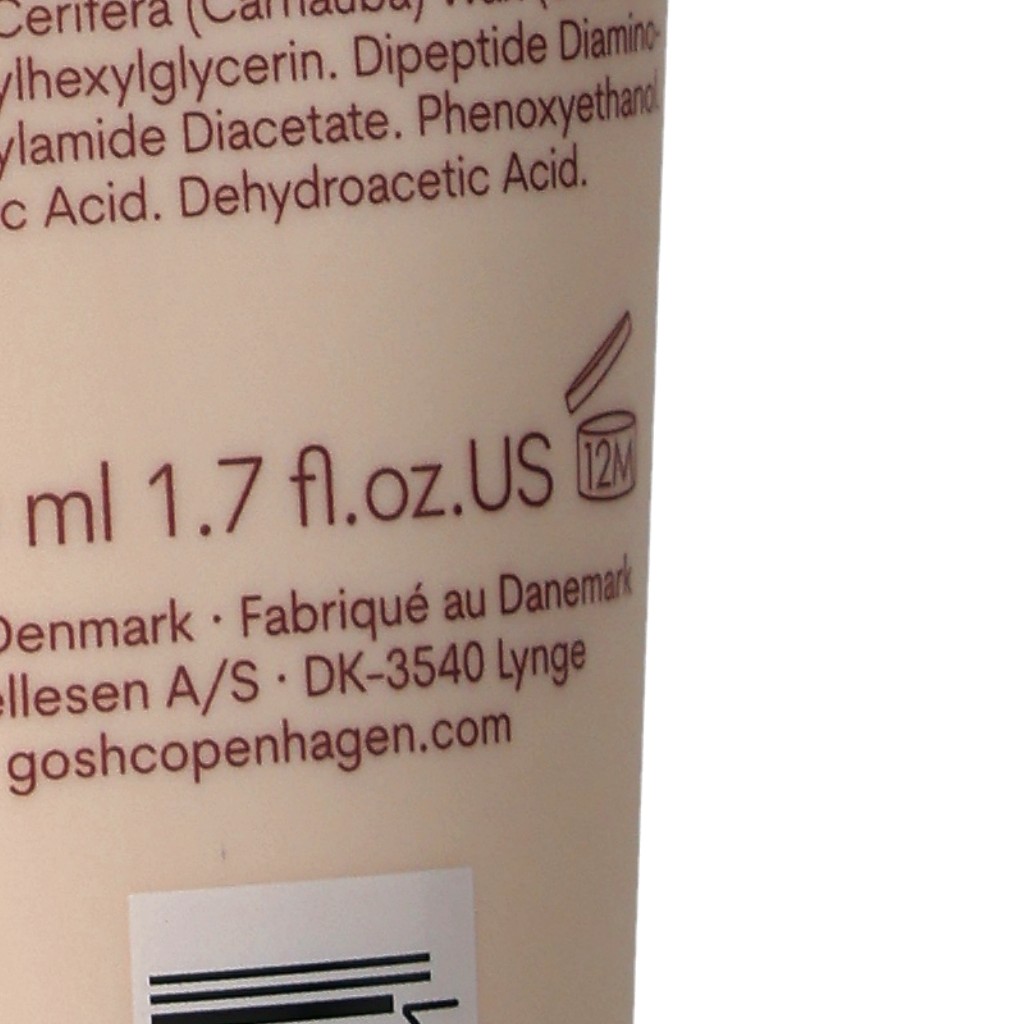 Cerifera (Carnauba)
ylhexylglycerin. Dipeptide Diamino-
ylamide Diacetate. Phenoxyethanol.
c Acid. Dehydroacetic Acid.
ml 1.7 fl.oz.US 12M
Denmark · Fabriqué au Danemark
ellesen A/S · DK-3540 Lynge
goshcopenhagen.com